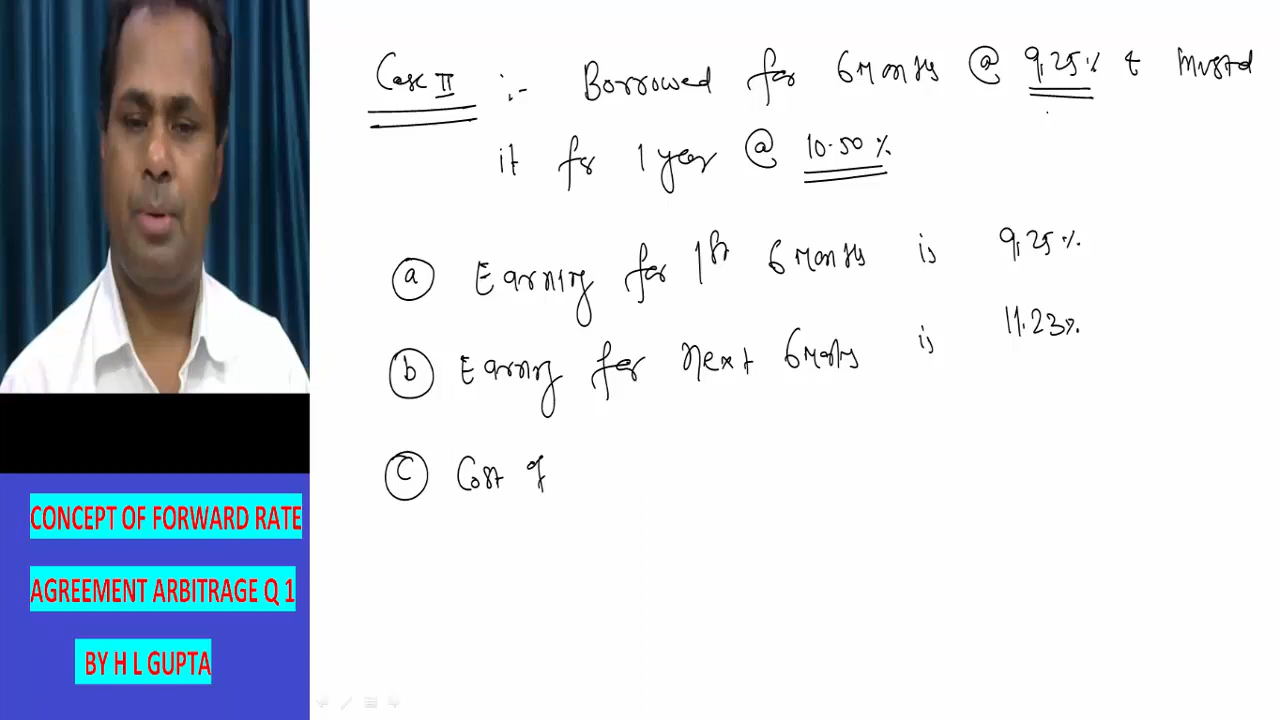 Case II :- Borrowed for 6 Months @ 9.25% & Invested
it for 1 year @ 10.50%
(a) Earning for 1st 6 Months is 9.25%
(b) Earning for next 6 Months is 11.23%
(c) Cost of
CONCEPT OF FORWARD RATE
AGREEMENT ARBITRAGE Q 1
BY H L GUPTA